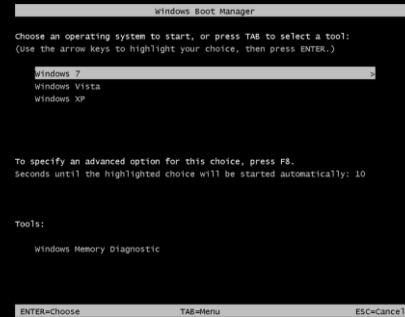 Windows Boot Manager
Choose an operating system to start, or press TAB to select a tool:
(Use the arrow keys to highlight your choice, then press ENTER.)
Windows 7 >
Windows Vista
Windows XP
To specify an advanced option for this choice, press F8.
Seconds until the highlighted choice will be started automatically: 10
Tools:
Windows Memory Diagnostic
ENTER=Choose TAB=Menu ESC=Cancel